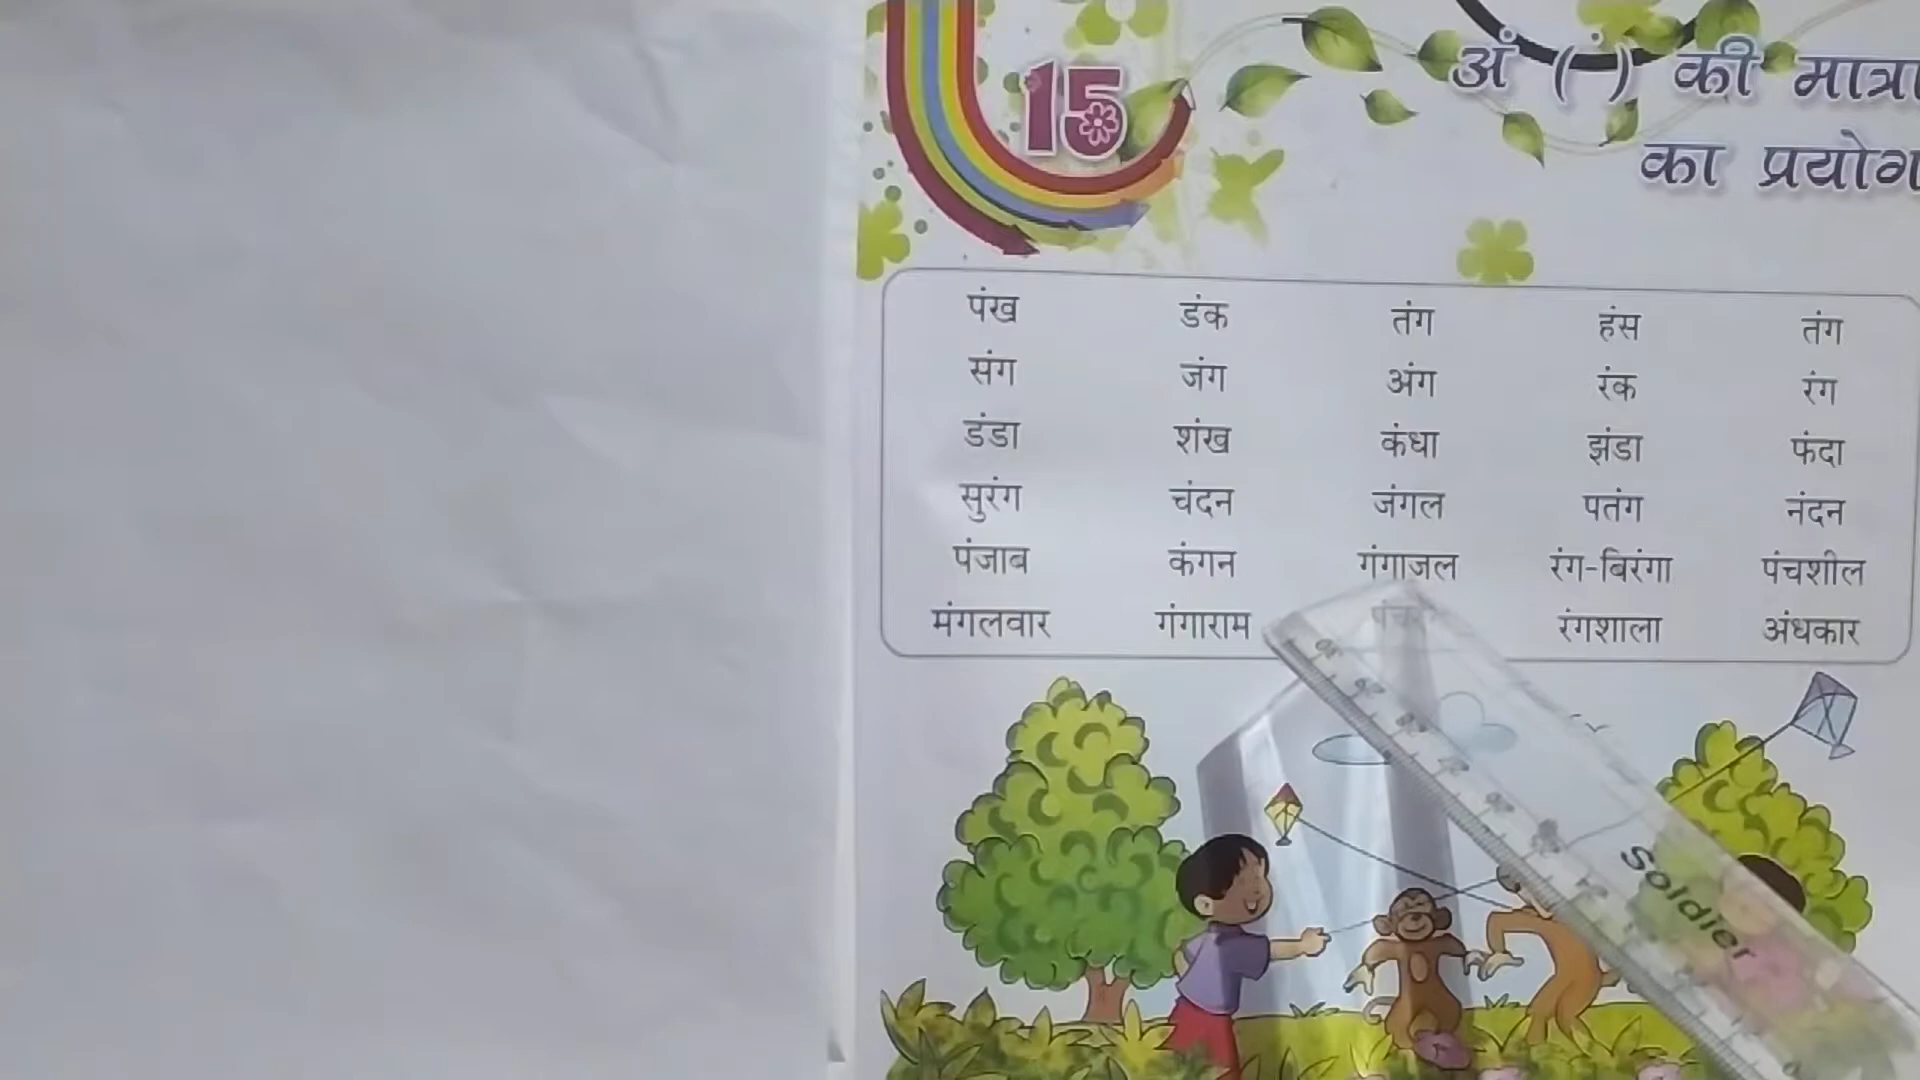 15
अं (ं) की मात्रा
का प्रयोग
पंख डंक तंग हंस तंग
संग जंग अंग रंक रंग
डंडा शंख कंधा झंडा फंदा
सुरंग चंदन जंगल पतंग नंदन
पंजाब कंगन गंगाजल रंग-बिरंगा पंचशील
मंगलवार गंगाराम रंगशाला अंधकार
Soldier